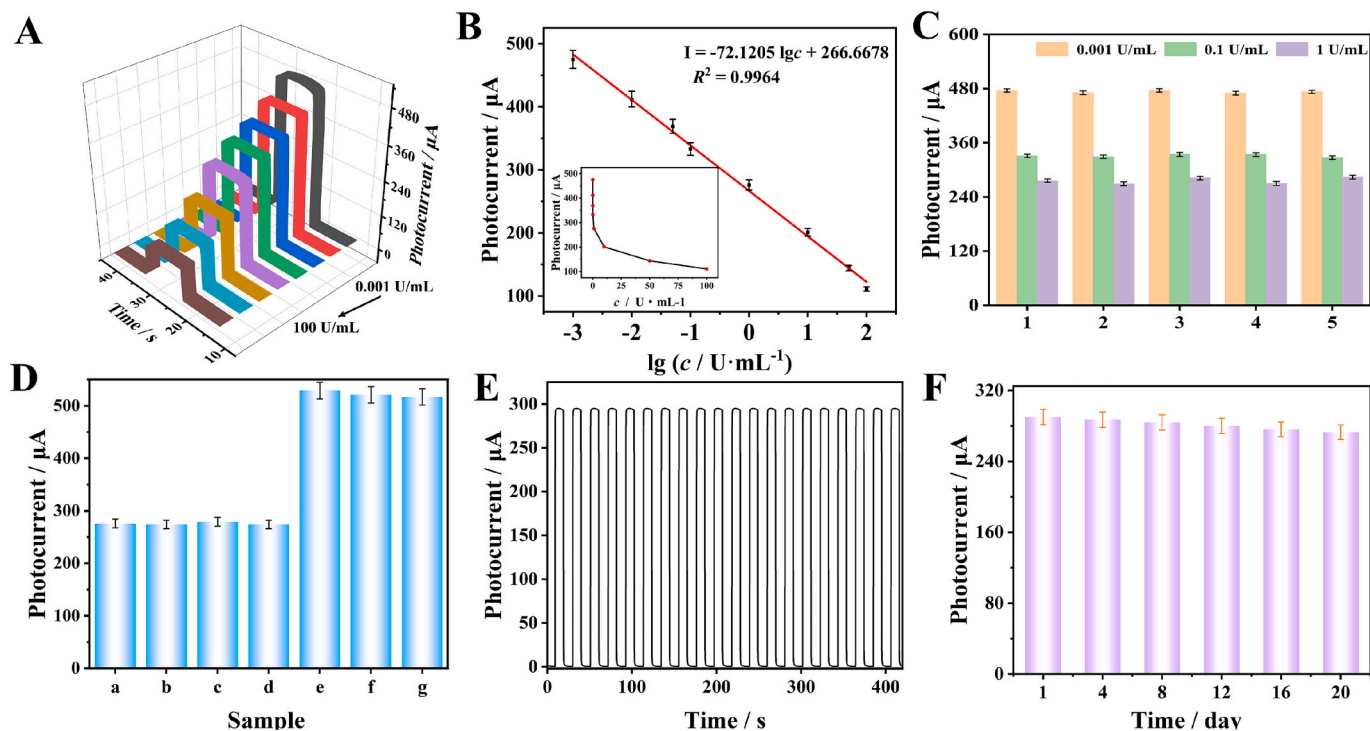 A
480
360
240
120
0
Photocurrent / μA
40
30
20
10
Time / s
0.001 U/mL
100 U/mL
B
I = -72.1205 lgc + 266.6678
R² = 0.9964
500
400
300
200
100
Photocurrent / μA
-3 -2 -1 0 1 2
lg (c / U·mL⁻¹)
500
400
300
200
100
Photocurrent / μA
0 25 50 75 100
c / U · mL-1
C
0.001 U/mL 0.1 U/mL 1 U/mL
600
480
360
240
120
0
Photocurrent / μA
1 2 3 4 5
D
500
400
300
200
100
0
Photocurrent / μA
a b c d e f g
Sample
E
300
250
200
150
100
50
0
Photocurrent / μA
0 100 200 300 400
Time / s
F
320
240
160
80
0
Photocurrent / μA
1 4 8 12 16 20
Time / day